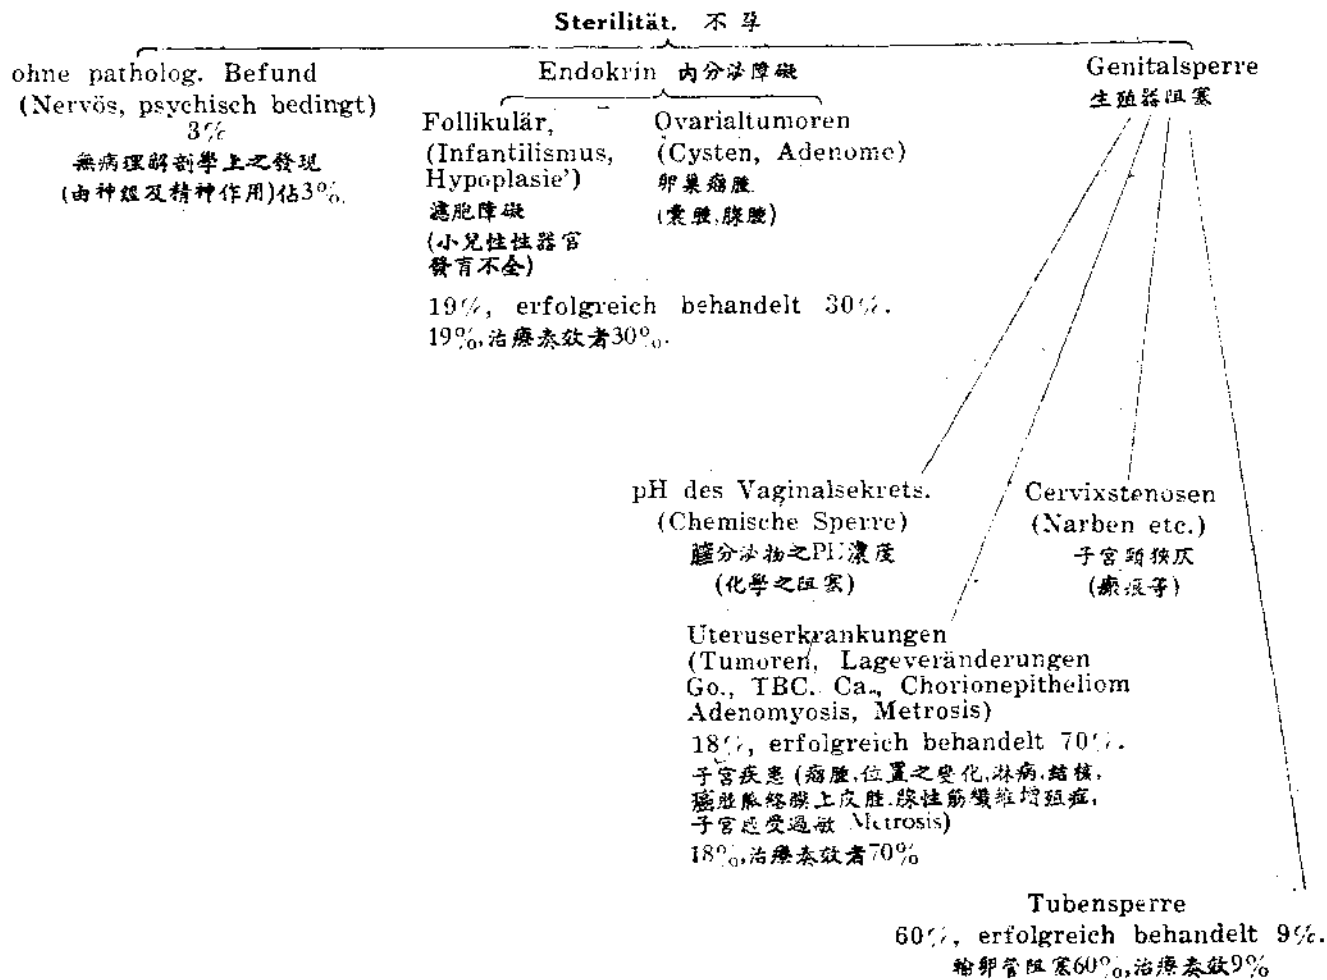 Sterilität. 不孕
ohne patholog. Befund
(Nervös, psychisch bedingt)
3%
無病理解剖學上之發現
(由神經及精神作用)佔3%.
Endokrin 內分泌障礙
Follikulär,
(Infantilismus,
Hypoplasie')
濾胞障礙
(小兒性性器官
發育不全)
Ovarialtumoren
(Cysten, Adenome)
卵巢瘤腫
(囊腫,腺腫)
19%, erfolgreich behandelt 30%.
19%,治療奏效者30%.
Genitalsperre
生殖器阻塞
pH des Vaginalsekrets.
(Chemische Sperre)
膣分泌物之PH濃度
(化學之阻塞)
Cervixstenosen
(Narben etc.)
子宮頸狹仄
(瘢痕等)
Uteruserkrankungen
(Tumoren, Lageveränderungen
Go., TBC. Ca., Chorionepitheliom
Adenomyosis, Metrosis)
18%, erfolgreich behandelt 70%.
子宮疾患 (瘤腫,位置之變化,淋病,結核,
癌腫脈絡膜上皮腫.腺性筋纖維增殖症,
子宮感受過敏 Metrosis)
18%,治療奏效者70%
Tubensperre
60%, erfolgreich behandelt 9%.
輸卵管阻塞60%,治療奏效9%